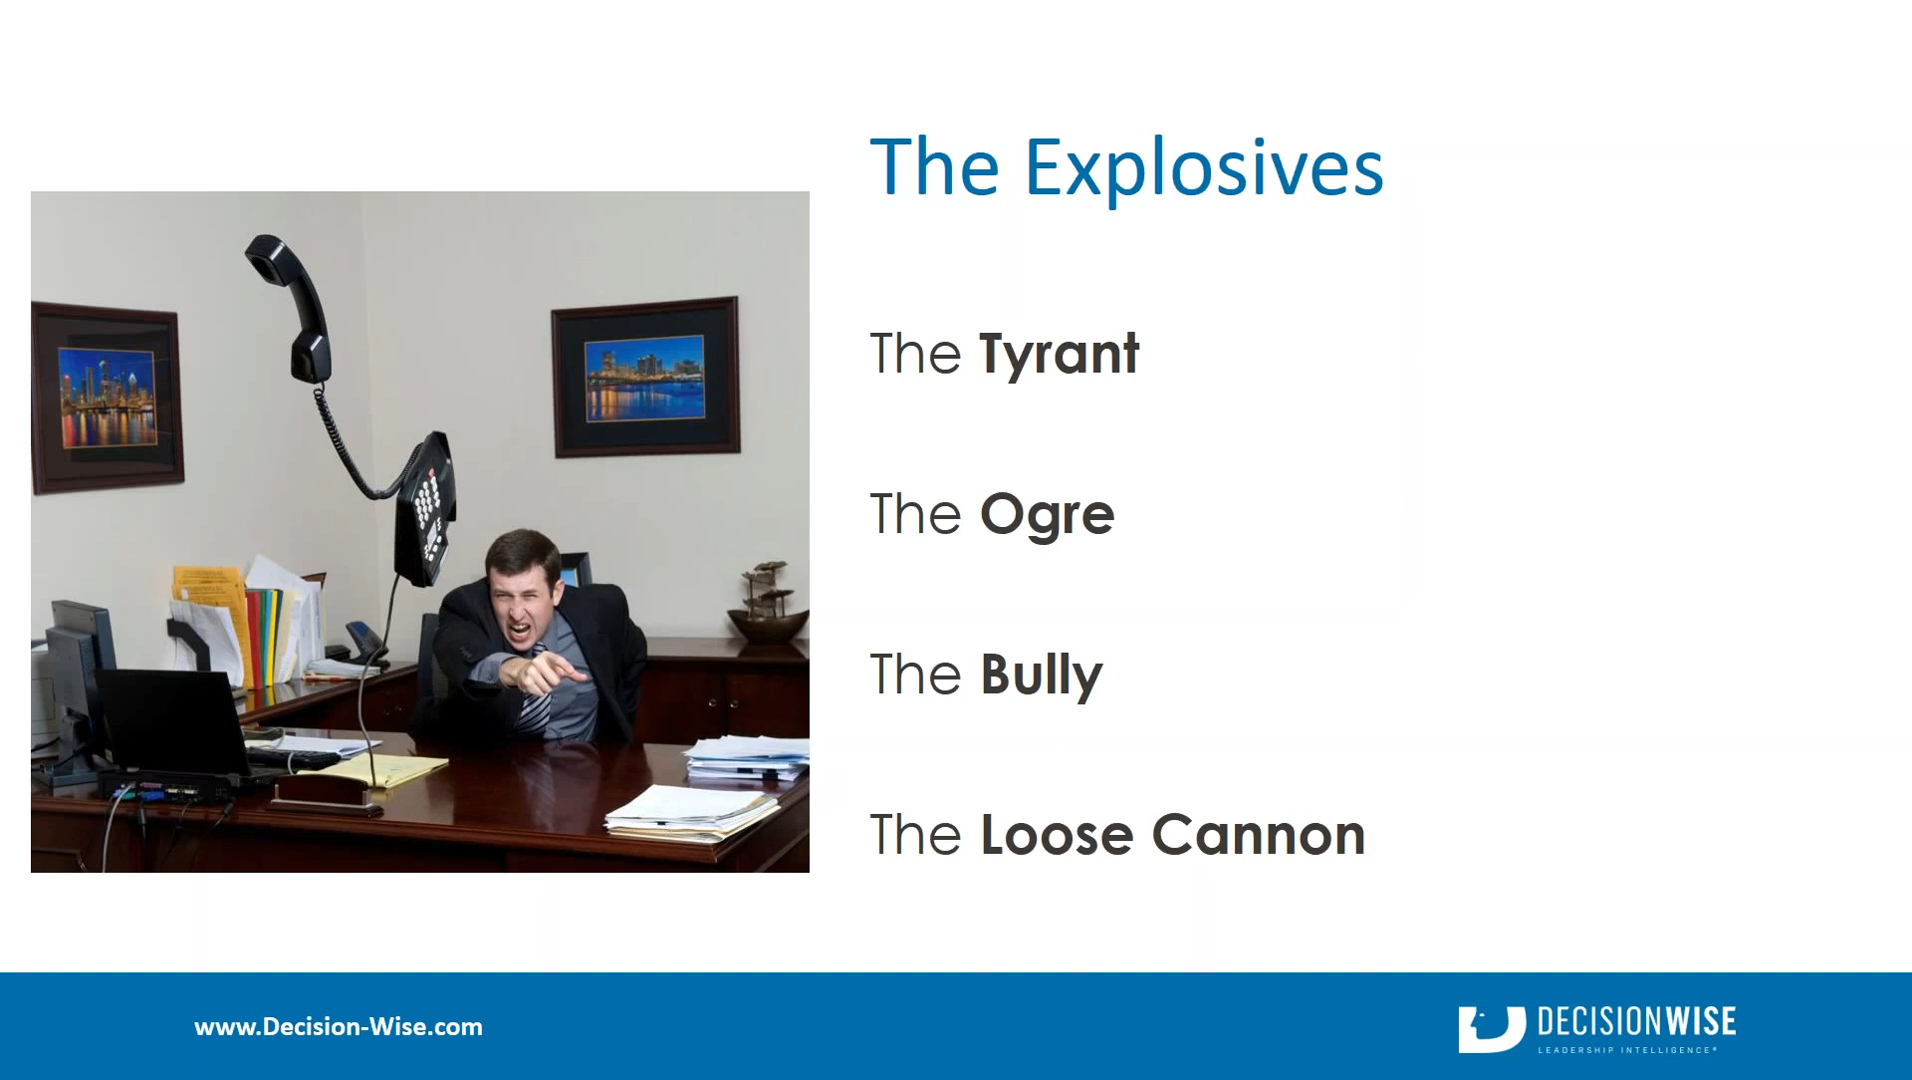 The Explosives
The Tyrant
The Ogre
The Bully
The Loose Cannon
www.Decision-Wise.com
DECISIONWISE
LEADERSHIP INTELLIGENCE®